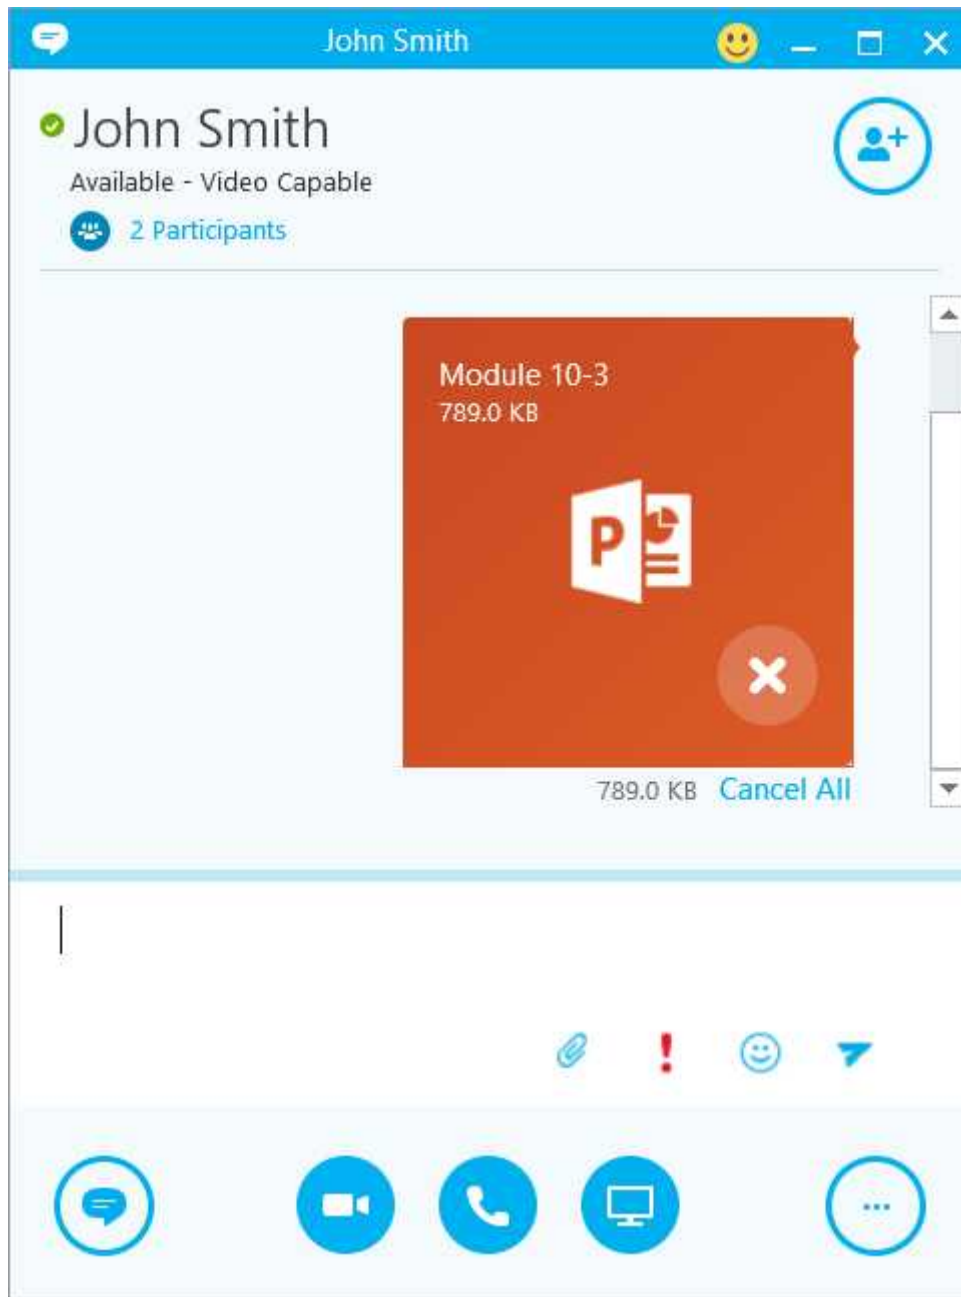 John Smith
John Smith
Available - Video Capable
2 Participants
Module 10-3
789.0 KB
P
789.0 KB Cancel All